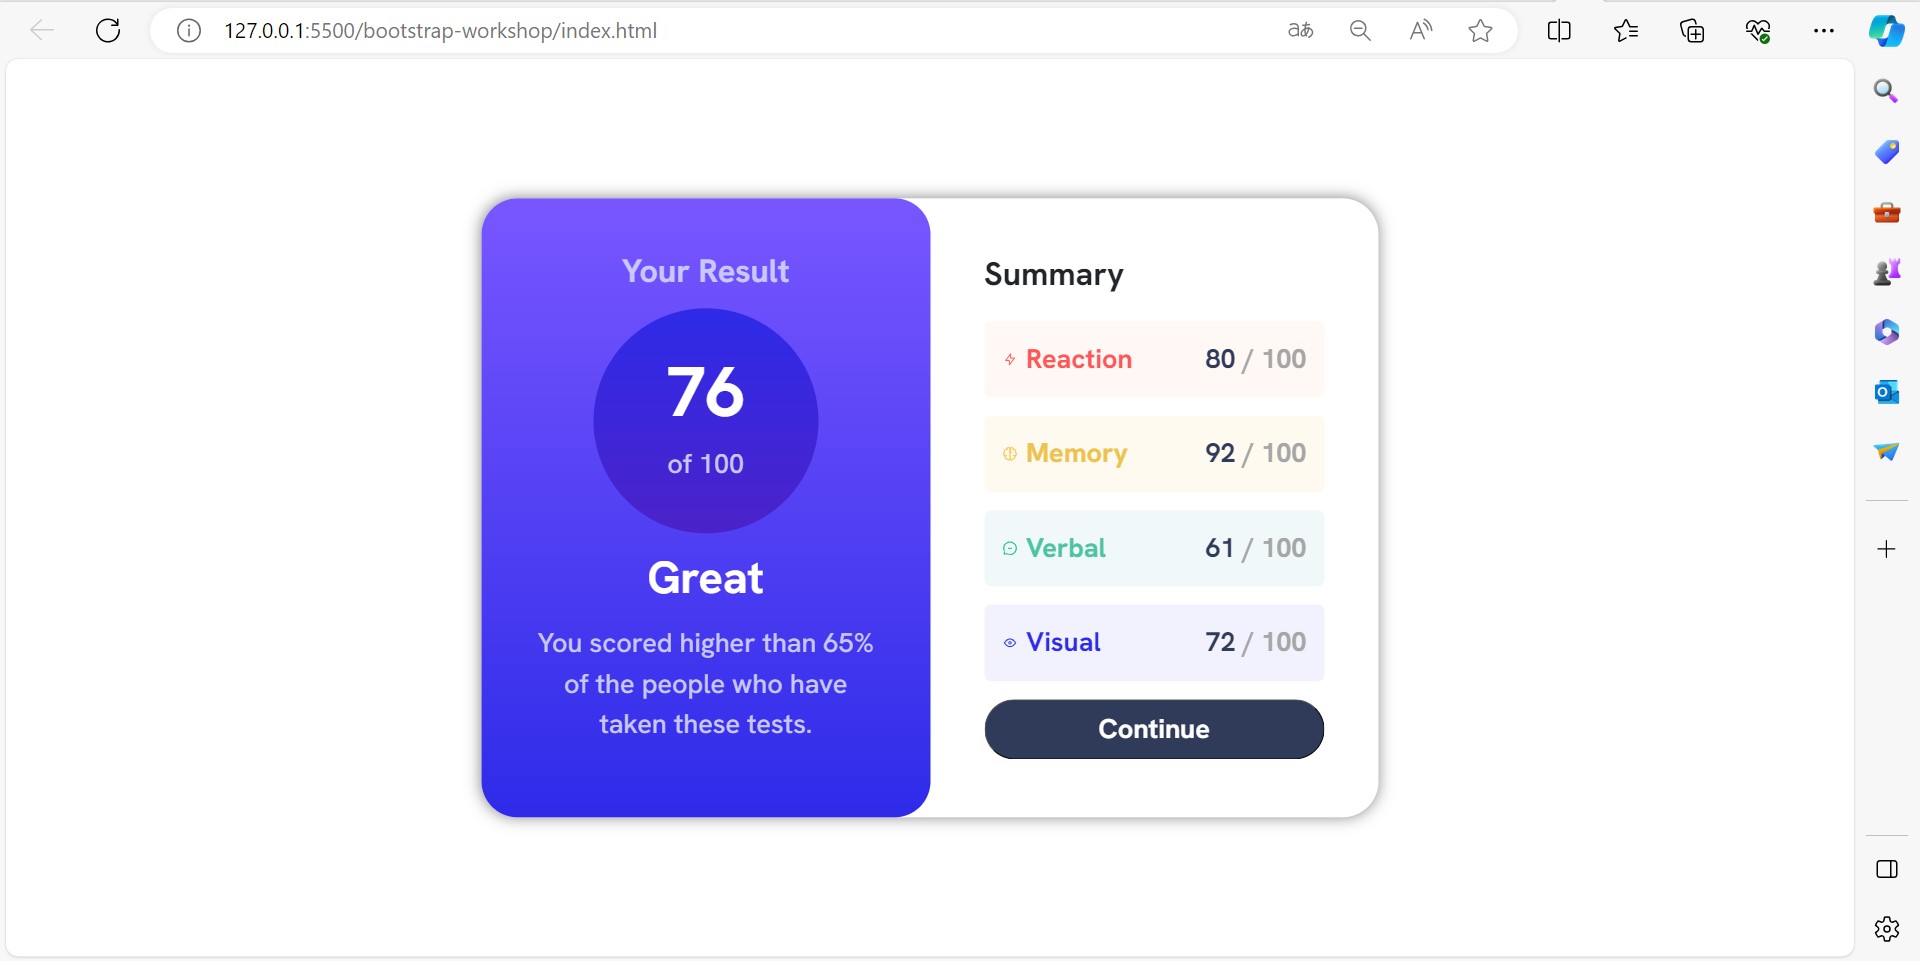 127.0.0.1:5500/bootstrap-workshop/index.html
Your Result
76
of 100
Great
You scored higher than 65%
of the people who have
taken these tests.
Summary
Reaction 80 / 100
Memory 92 / 100
Verbal 61 / 100
Visual 72 / 100
Continue